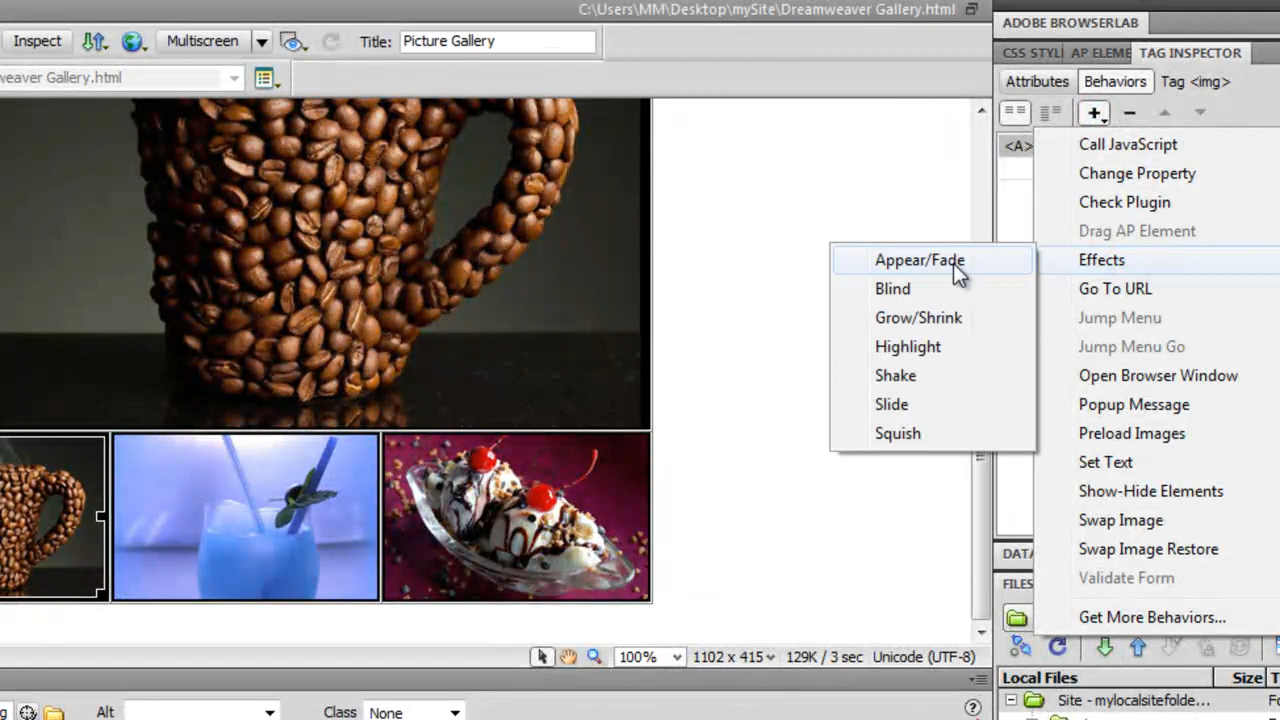 C:\Users\MM\Desktop\mySite\Dreamweaver Gallery.html
ADOBE BROWSERLAB
Inspect
Multiscreen
Title:
Picture Gallery
CSS STYL
AP ELEME
TAG INSPECTOR
weaver Gallery.html
Attributes
Behaviors
Tag <img>
<A>
Call JavaScript
Change Property
Check Plugin
Drag AP Element
Effects
Go To URL
Jump Menu
Jump Menu Go
Open Browser Window
Popup Message
Preload Images
Set Text
Show-Hide Elements
Swap Image
Swap Image Restore
Validate Form
Get More Behaviors...
Appear/Fade
Blind
Grow/Shrink
Highlight
Shake
Slide
Squish
DATA
FILES
100%
1102 x 415
129K / 3 sec
Unicode (UTF-8)
Local Files
Size
T
Site - mylocalsitefolde...
Fo
g
Alt
Class
None